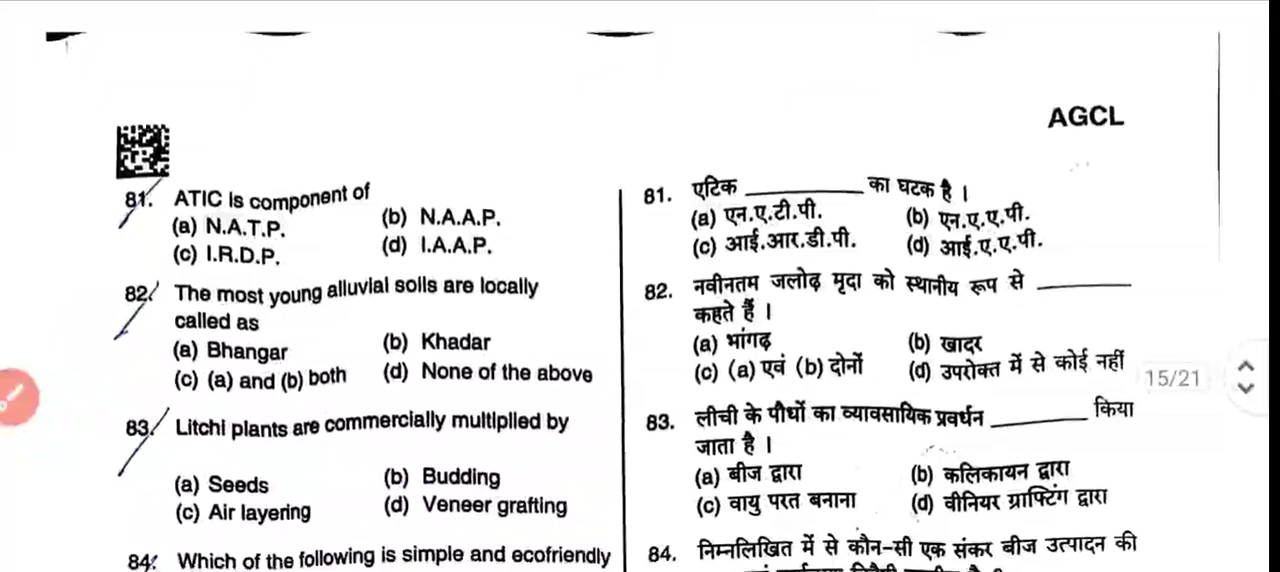 AGCL
81. ATIC Is component of
(a) N.A.T.P. (b) N.A.A.P.
(c) I.R.D.P. (d) I.A.A.P.
82. The most young alluvial soils are locally
called as
(a) Bhangar (b) Khadar
(c) (a) and (b) both (d) None of the above
83. Litchi plants are commercially multiplied by
(a) Seeds (b) Budding
(c) Air layering (d) Veneer grafting
84. Which of the following is simple and ecofriendly
81. एटिक ________ का घटक है ।
(a) एन.ए.टी.पी. (b) एन.ए.ए.पी.
(c) आई.आर.डी.पी. (d) आई.ए.ए.पी.
82. नवीनतम जलोढ़ मृदा को स्थानीय रूप से ________
कहते हैं ।
(a) भांगढ़ (b) खादर
(c) (a) एवं (b) दोनों (d) उपरोक्त में से कोई नहीं
83. लीची के पौधों का व्यावसायिक प्रवर्धन ________ किया
जाता है ।
(a) बीज द्वारा (b) कलिकायन द्वारा
(c) वायु परत बनाना (d) वीनियर ग्राफ्टिंग द्वारा
84. निम्नलिखित में से कौन-सी एक संकर बीज उत्पादन की
15/21